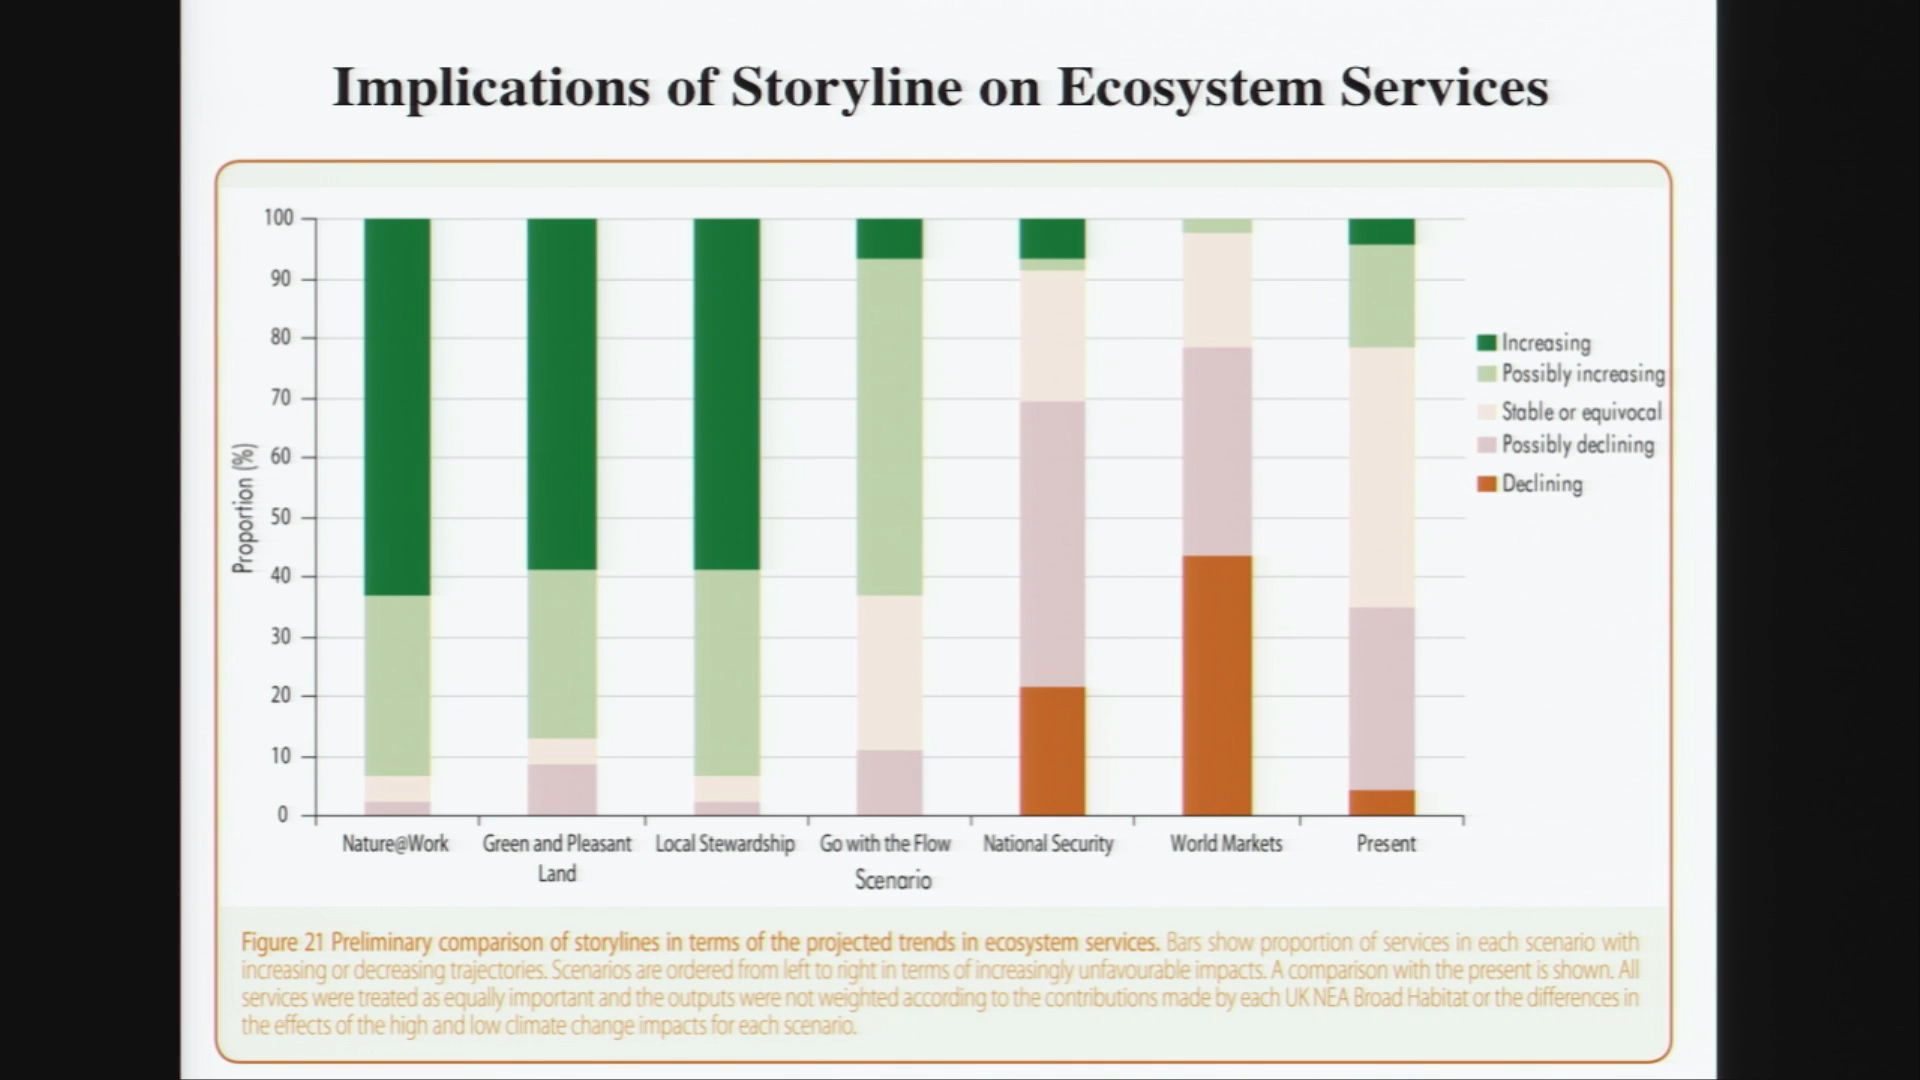 Implications of Storyline on Ecosystem Services
100
90
80
70
60
50
40
30
20
10
0
Proportion (%)
Increasing
Possibly increasing
Stable or equivocal
Possibly declining
Declining
Nature@Work
Green and Pleasant
Land
Local Stewardship
Go with the Flow
National Security
World Markets
Present
Scenario
Figure 21 Preliminary comparison of storylines in terms of the projected trends in ecosystem services. Bars show proportion of services in each scenario with
increasing or decreasing trajectories. Scenarios are ordered from left to right in terms of increasingly unfavourable impacts. A comparison with the present is shown. All
services were treated as equally important and the outputs were not weighted according to the contributions made by each UK NEA Broad Habitat or the differences in
the effects of the high and low climate change impacts for each scenario.